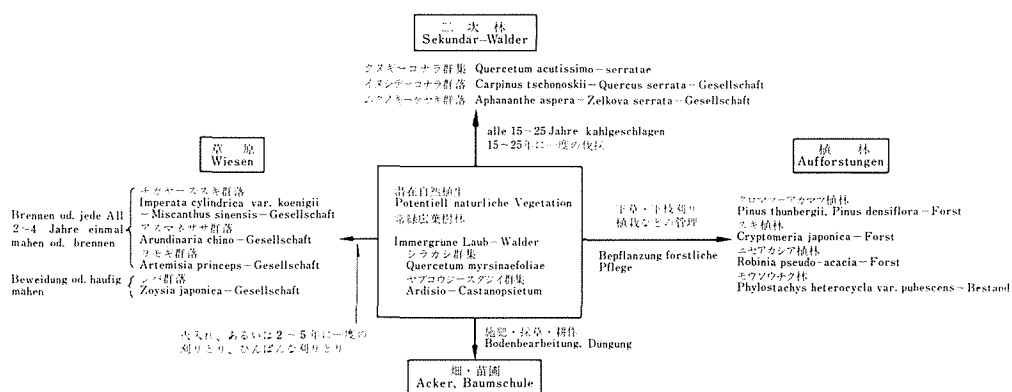 二次林
Sekundär-Wälder
クヌギーコナラ群集 Quercetum acutissimo-serratae
イヌシデーコナラ群落 Carpinus tschonoskii-Quercus serrata-Gesellschaft
ムクノキーケヤキ群落 Aphananthe aspera-Zelkova serrata-Gesellschaft
alle 15~25 Jahre kahlgeschlagen
15~25年に一度の伐採
草原
Wiesen
チガヤーススキ群落
Imperata cylindrica var. koenigii
-Miscanthus sinensis-Gesellschaft
アズマネザサ群落
Arundinaria chino-Gesellschaft
ヨモギ群落
Artemisia princeps-Gesellschaft
シバ群落
Zoysia japonica-Gesellschaft
Brennen od. jede All
2~4 Jahre einmal
mahen od. brennen
Beweidung od. haufig
mähen
火入れ、あるいは2~5年に一度の
刈りとり、ひんぱんな刈りとり
潜在自然植生
Potentiell naturliche Vegetation
常緑広葉樹林
Immergrüne Laub-Walder
シラカシ群集
Quercetum myrsinaefoliae
ヤブコウジースダジイ群集
Ardisio-Castanopsietum
下草・下枝刈り
植栽などの管理
Bepflanzung forstliche
Pflege
植林
Aufforstungen
クロマツーアカマツ植林
Pinus thunbergii, Pinus densiflora-Forst
スギ植林
Cryptomeria japonica-Forst
ニセアカシア植林
Robinia pseudo-acacia-Forst
モウソウチク林
Phylostachys heterocycla var. pubescens-Bestand
施肥・採草・耕作
Bodenbearbeitung, Dungung
畑・苗圃
Acker, Baumschule